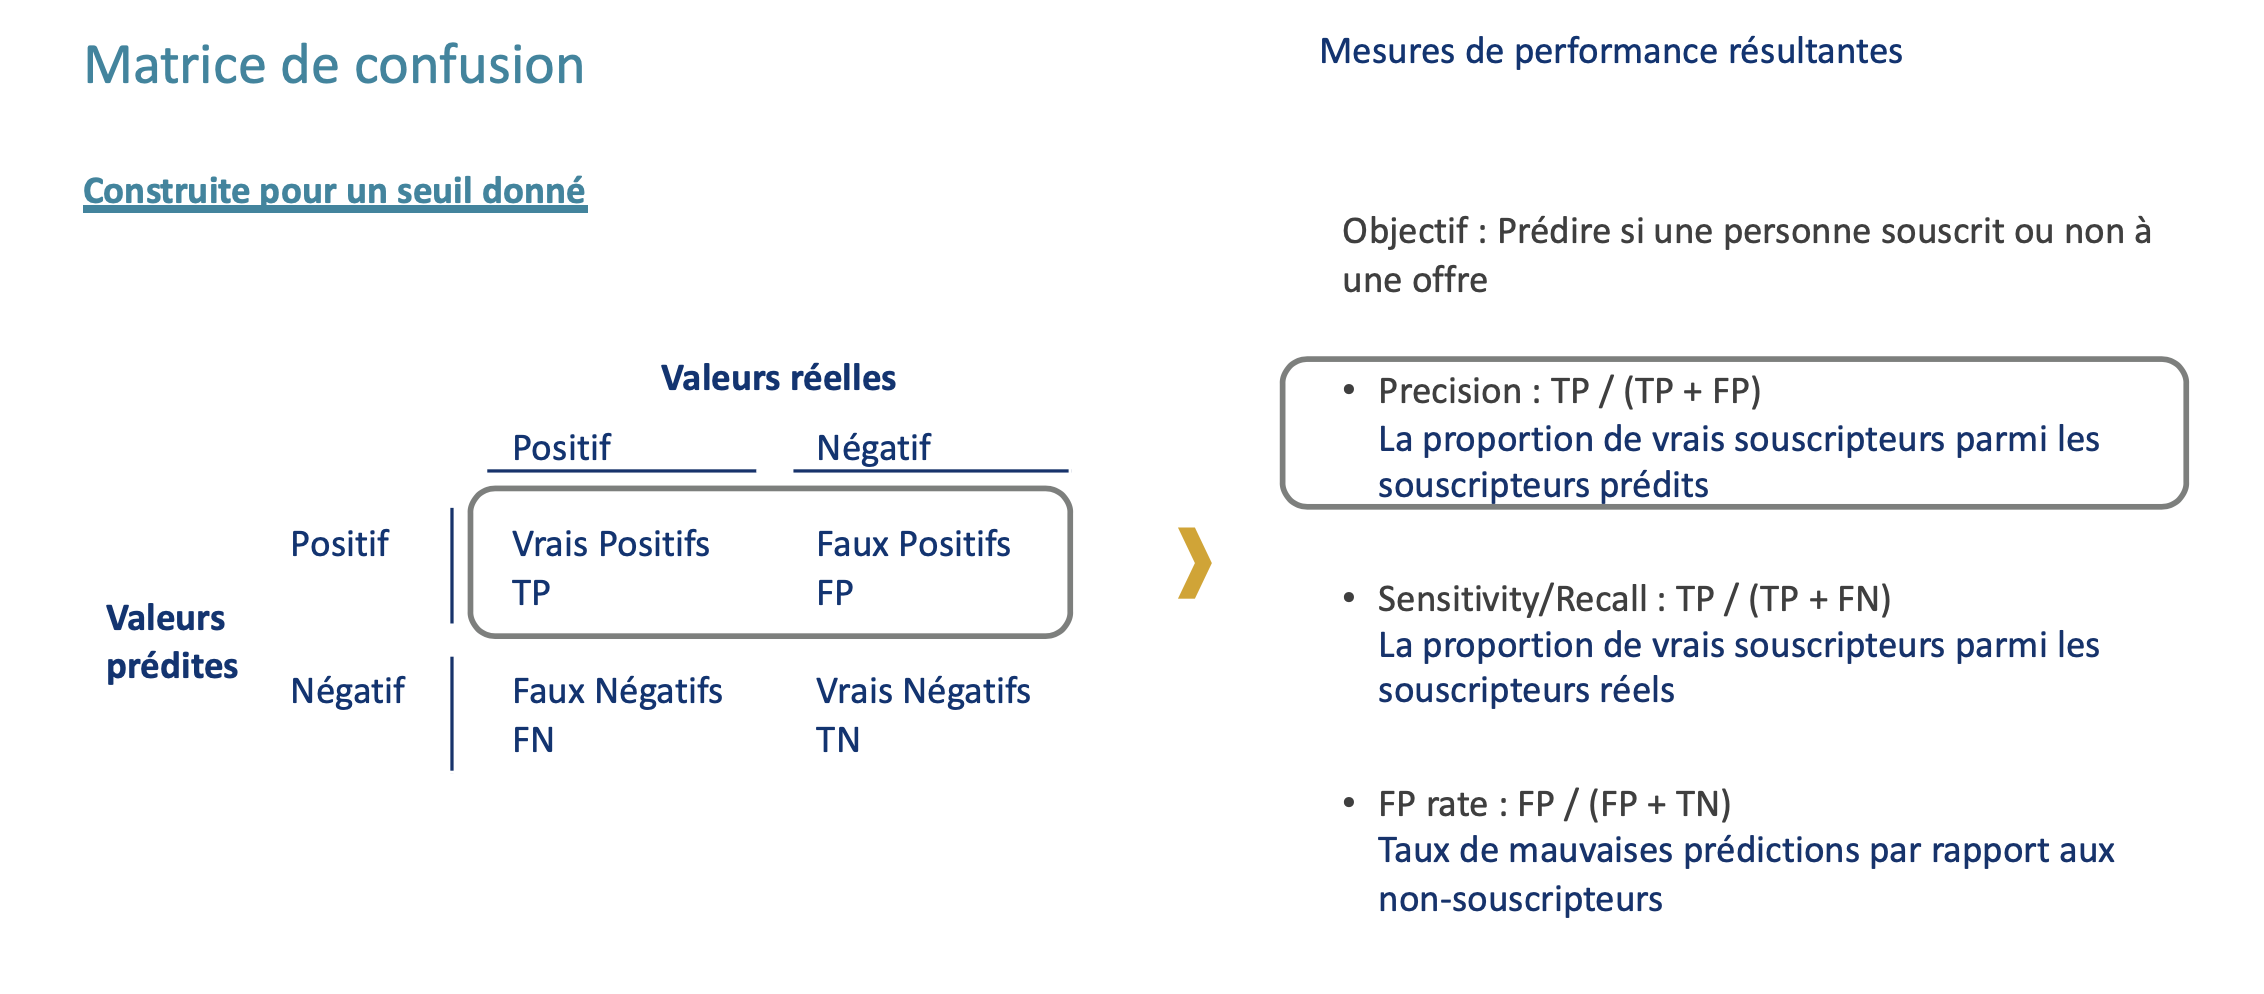 Matrice de confusion
Construite pour un seuil donné
Valeurs réelles
Positif
Négatif
Valeurs
prédites
Positif
Vrais Positifs
TP
Faux Positifs
FP
Négatif
Faux Négatifs
FN
Vrais Négatifs
TN
Mesures de performance résultantes
Objectif : Prédire si une personne souscrit ou non à
une offre
• Precision : TP / (TP + FP)
La proportion de vrais souscripteurs parmi les
souscripteurs prédits
• Sensitivity/Recall : TP / (TP + FN)
La proportion de vrais souscripteurs parmi les
souscripteurs réels
• FP rate : FP / (FP + TN)
Taux de mauvaises prédictions par rapport aux
non-souscripteurs